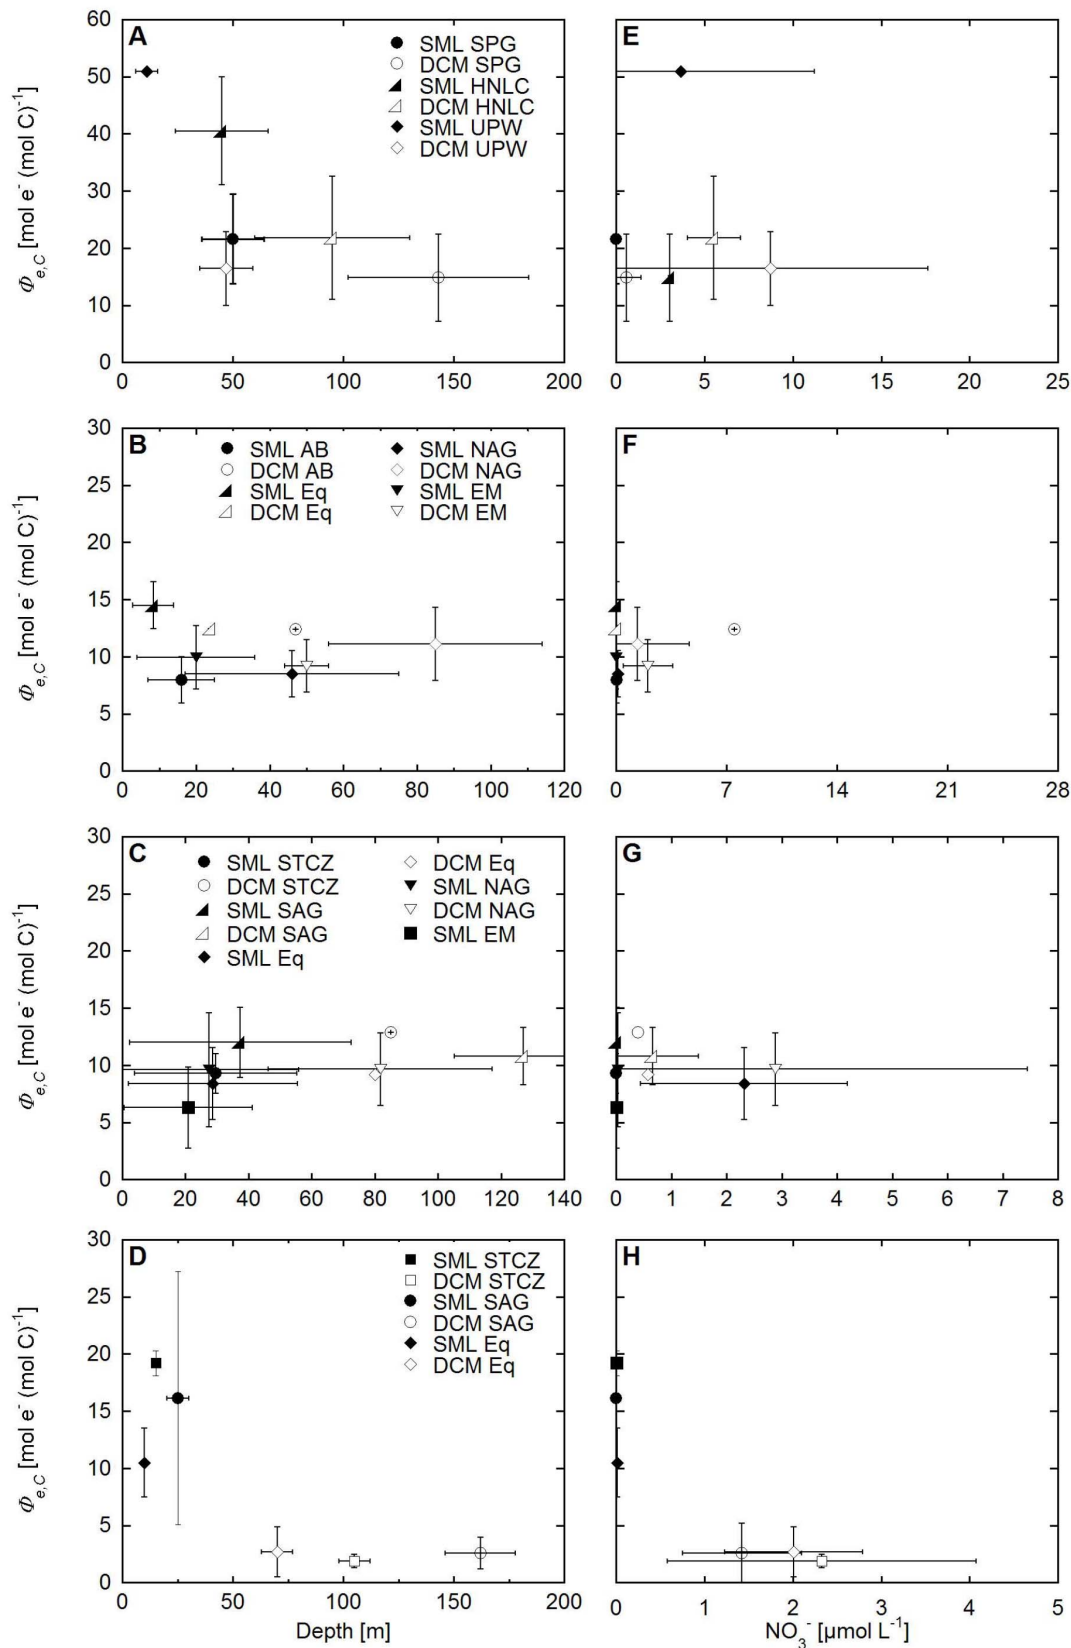 A
E
SML SPG
DCM SPG
SML HNLC
DCM HNLC
SML UPW
DCM UPW
60
50
40
30
20
10
0
Φe,C [mol e- (mol C)-1]
0 50 100 150 200
0 5 10 15 20 25
B
F
SML AB SML NAG
DCM AB DCM NAG
SML Eq SML EM
DCM Eq DCM EM
30
25
20
15
10
5
0
Φe,C [mol e- (mol C)-1]
0 20 40 60 80 100 120
0 7 14 21 28
C
G
SML STCZ DCM Eq
DCM STCZ SML NAG
SML SAG DCM NAG
DCM SAG SML EM
SML Eq
30
25
20
15
10
5
0
Φe,C [mol e- (mol C)-1]
0 20 40 60 80 100 120 140
0 1 2 3 4 5 6 7 8
D
H
SML STCZ
DCM STCZ
SML SAG
DCM SAG
SML Eq
DCM Eq
30
25
20
15
10
5
0
Φe,C [mol e- (mol C)-1]
0 50 100 150 200
1 2 3 4 5
Depth [m]
NO3- [µmol L-1]